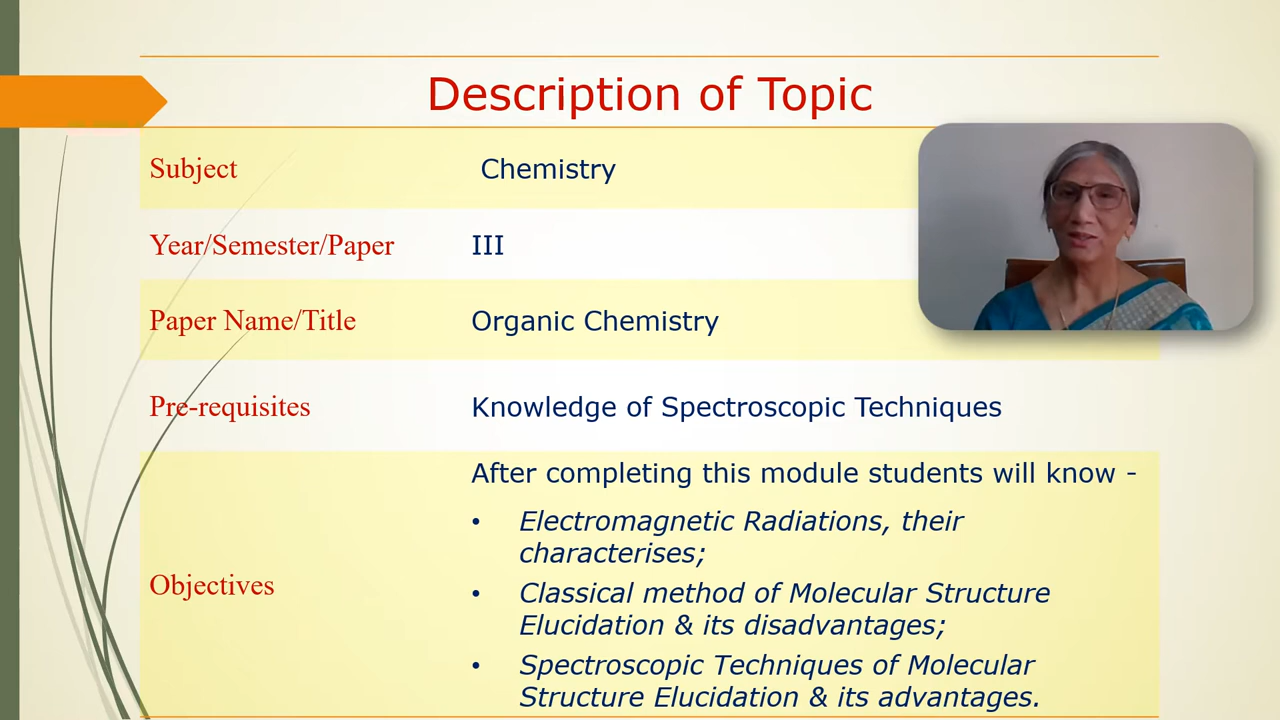 Description of Topic
Subject Chemistry
Year/Semester/Paper III
Paper Name/Title Organic Chemistry
Pre-requisites Knowledge of Spectroscopic Techniques
After completing this module students will know -
• Electromagnetic Radiations, their
characterises;
Objectives
• Classical method of Molecular Structure
Elucidation & its disadvantages;
• Spectroscopic Techniques of Molecular
Structure Elucidation & its advantages.